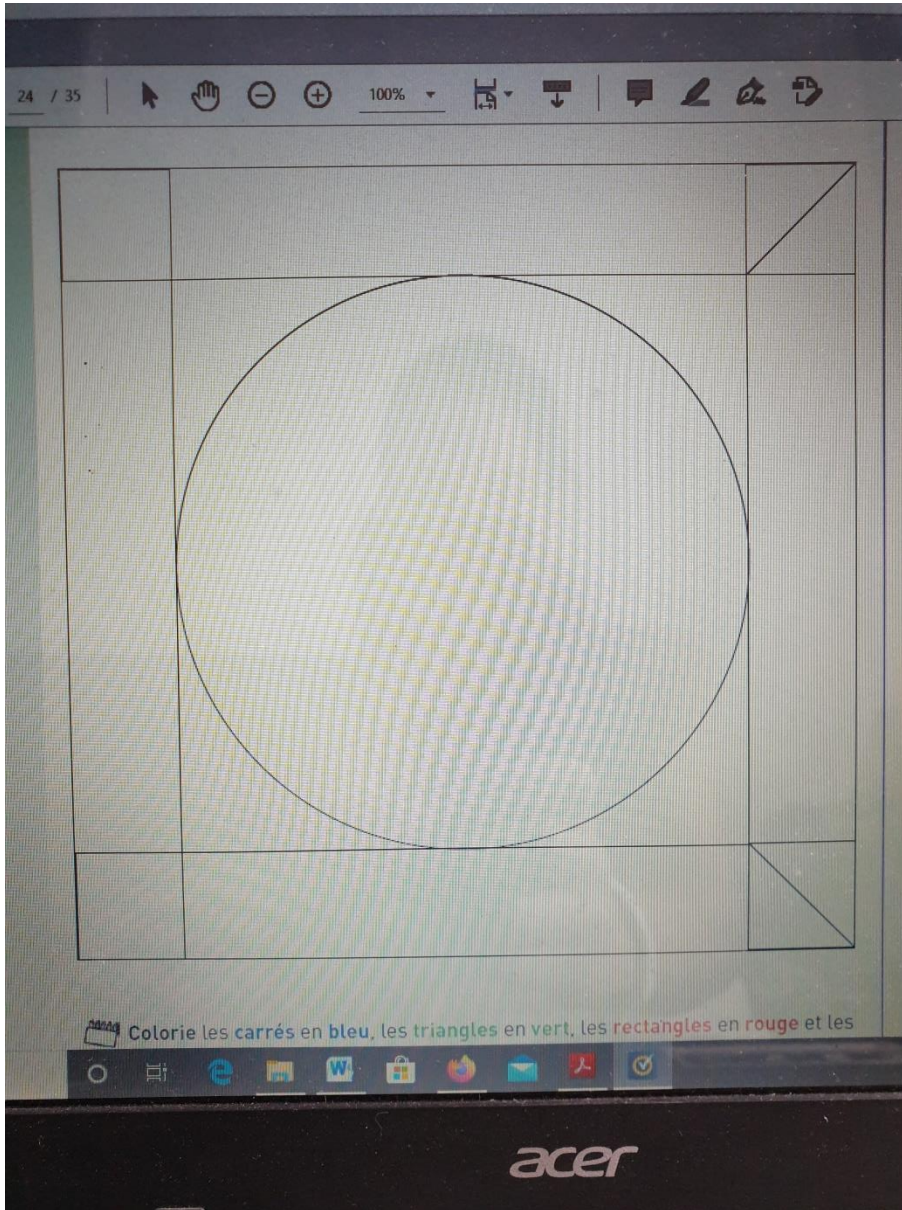 24 / 35 100%
Colorie les carrés en bleu, les triangles en vert, les rectangles en rouge et les
acer